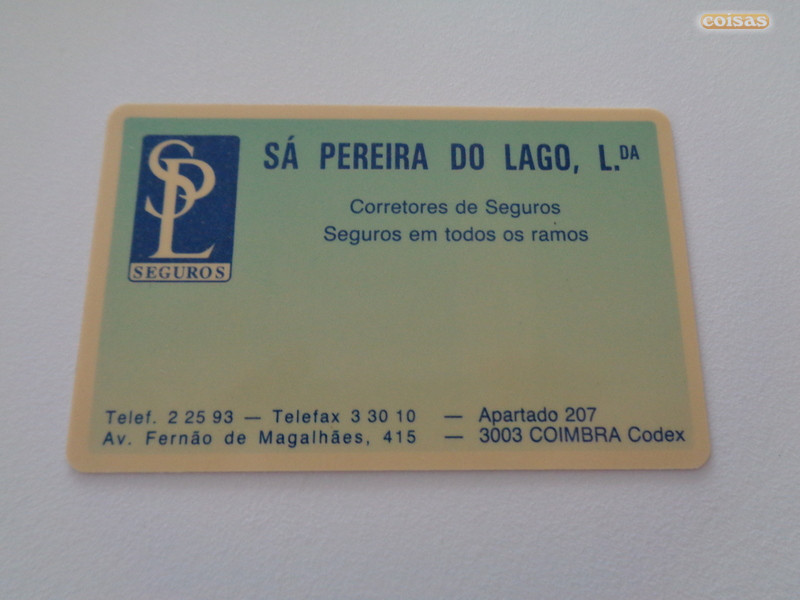 coisas
SPL
SEGUROS
SÁ PEREIRA DO LAGO, L.DA
Corretores de Seguros
Seguros em todos os ramos
Telef. 2 25 93 — Telefax 3 30 10 — Apartado 207
Av. Fernão de Magalhães, 415 — 3003 COIMBRA Codex